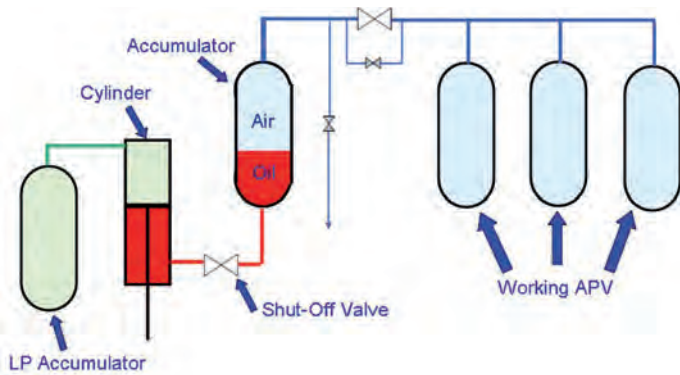 Accumulator
Cylinder
Air
Oil
Shut-Off Valve
Working APV
LP Accumulator